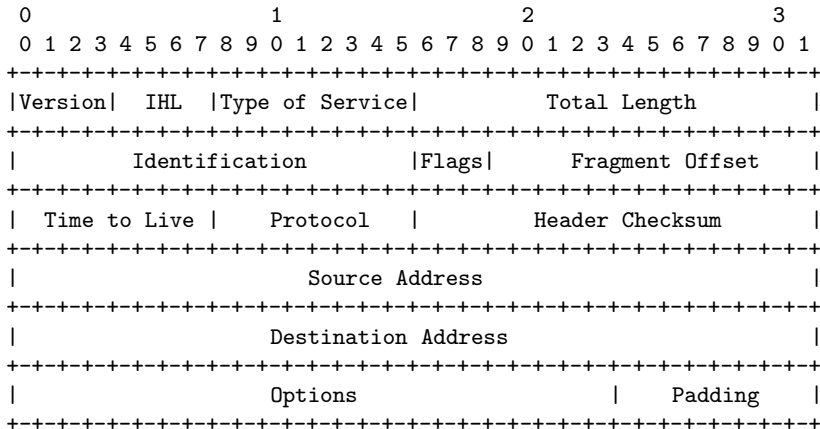 0                   1                   2                   3
0 1 2 3 4 5 6 7 8 9 0 1 2 3 4 5 6 7 8 9 0 1 2 3 4 5 6 7 8 9 0 1
+-+-+-+-+-+-+-+-+-+-+-+-+-+-+-+-+-+-+-+-+-+-+-+-+-+-+-+-+-+-+-+-+
|Version|  IHL  |Type of Service|          Total Length         |
+-+-+-+-+-+-+-+-+-+-+-+-+-+-+-+-+-+-+-+-+-+-+-+-+-+-+-+-+-+-+-+-+
|         Identification        |Flags|      Fragment Offset    |
+-+-+-+-+-+-+-+-+-+-+-+-+-+-+-+-+-+-+-+-+-+-+-+-+-+-+-+-+-+-+-+-+
|  Time to Live |    Protocol   |         Header Checksum       |
+-+-+-+-+-+-+-+-+-+-+-+-+-+-+-+-+-+-+-+-+-+-+-+-+-+-+-+-+-+-+-+-+
|                       Source Address                          |
+-+-+-+-+-+-+-+-+-+-+-+-+-+-+-+-+-+-+-+-+-+-+-+-+-+-+-+-+-+-+-+-+
|                    Destination Address                        |
+-+-+-+-+-+-+-+-+-+-+-+-+-+-+-+-+-+-+-+-+-+-+-+-+-+-+-+-+-+-+-+-+
|                    Options                    |    Padding    |
+-+-+-+-+-+-+-+-+-+-+-+-+-+-+-+-+-+-+-+-+-+-+-+-+-+-+-+-+-+-+-+-+